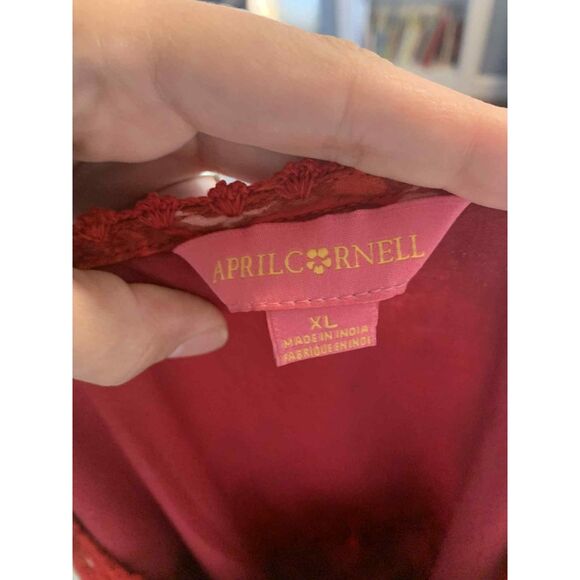 APRIL CORNELL
XL
MADE IN INDIA
FABRIQUE EN INDE